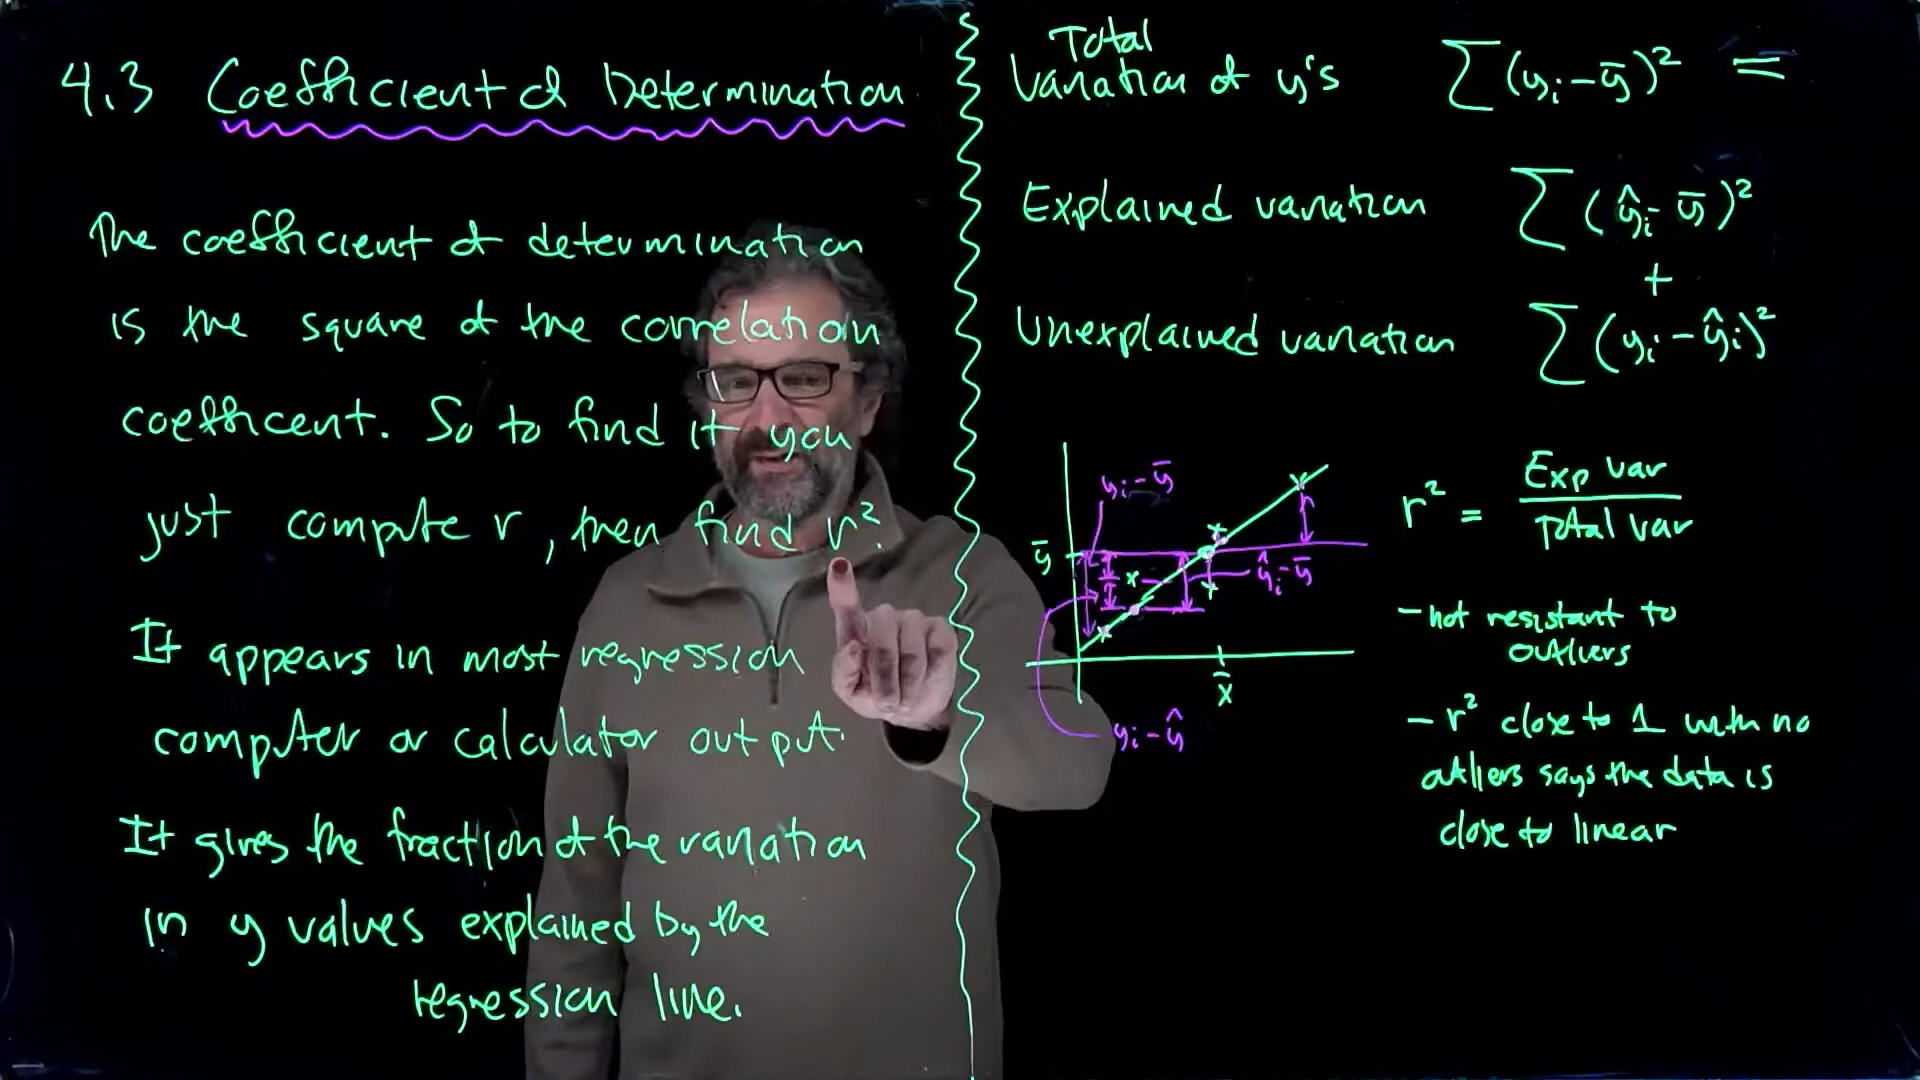 4.3 Coefficient of Determination
The coefficient of determination
is the square of the correlation
coefficent. So to find it you
just compute r, then find r².
It appears in most regression
computer or calculator output.
It gives the fraction of the variation
in y values explained by the
regression line.
Total
Variation of y's Σ(yᵢ-ȳ)² =
Explained variation Σ(ŷᵢ-ȳ)²
+
Unexplained variation Σ(yᵢ-ŷᵢ)²
yᵢ-ȳ
ȳ
ŷᵢ-ȳ
x̄
yᵢ-ŷ
r² = Exp var
Total var
- not resistant to
outliers
- r² close to 1 with no
outliers says the data is
close to linear